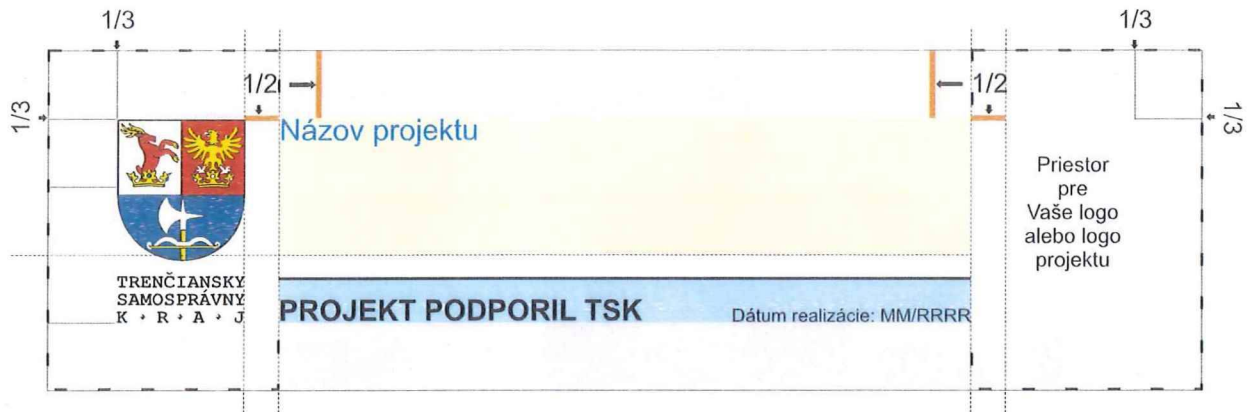 1/3
1/3
1/3
1/2
1/2
1/3
Názov projektu
TRENČIANSKY
SAMOSPRÁVNY
K • R • A • J
PROJEKT PODPORIL TSK
Dátum realizácie: MM/RRRR
Priestor
pre
Vaše logo
alebo logo
projektu